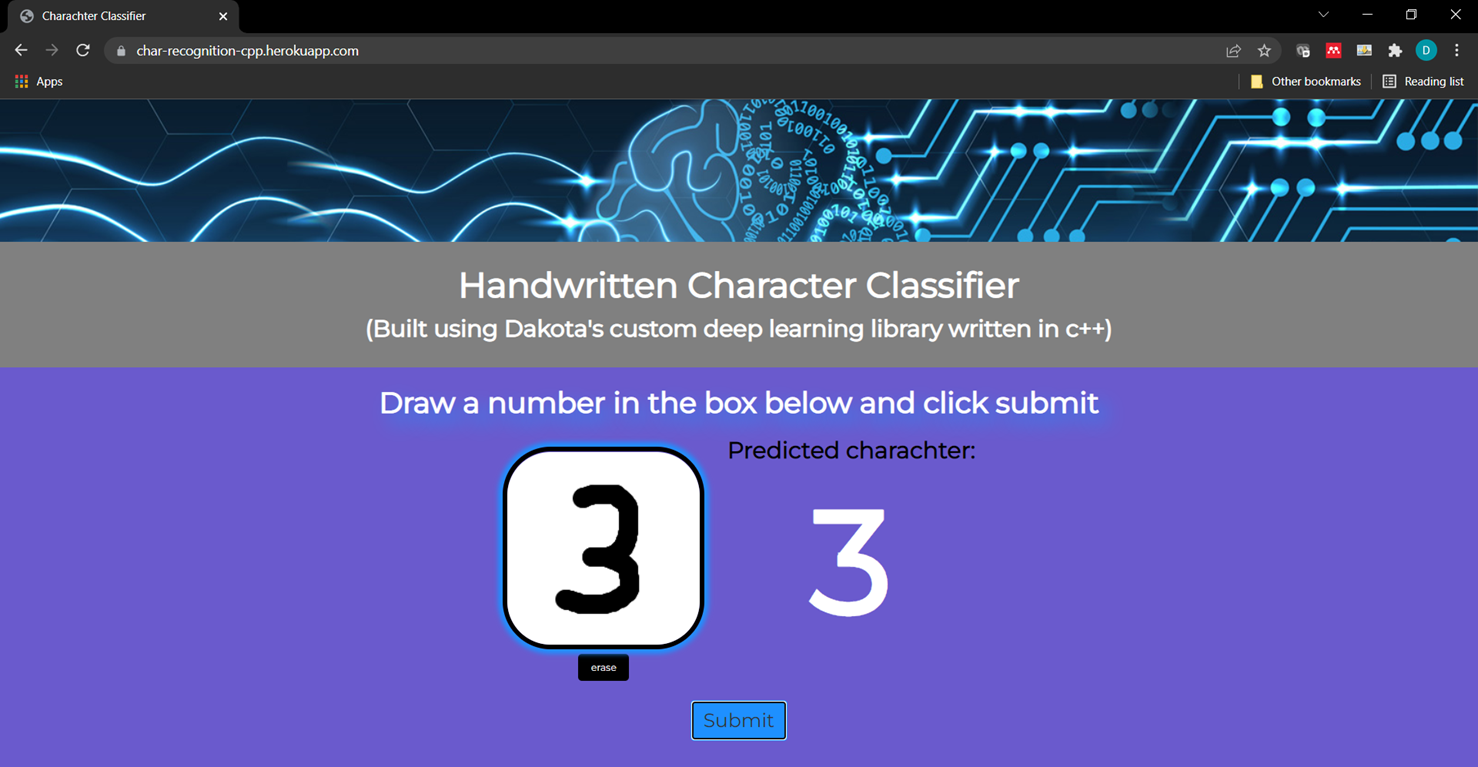 Charachter Classifier
char-recognition-cpp.herokuapp.com
D
Apps
Other bookmarks
Reading list
Handwritten Character Classifier
(Built using Dakota's custom deep learning library written in c++)
Draw a number in the box below and click submit
Predicted charachter:
3
3
erase
Submit